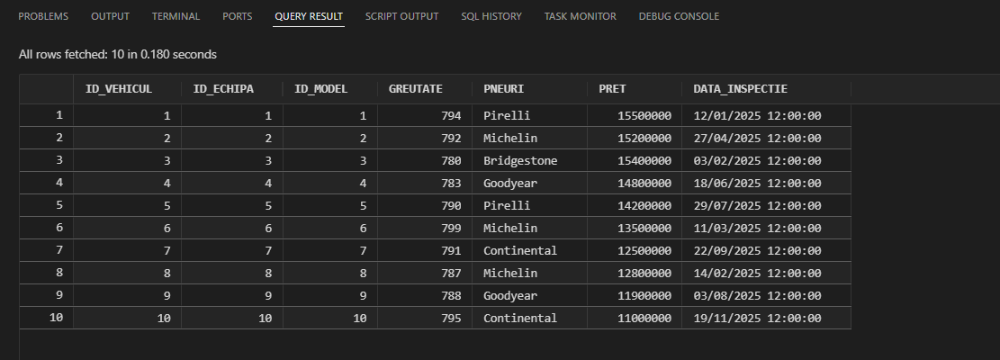 PROBLEMS OUTPUT TERMINAL PORTS QUERY RESULT SCRIPT OUTPUT SQL HISTORY TASK MONITOR DEBUG CONSOLE
All rows fetched: 10 in 0.180 seconds
ID_VEHICUL ID_ECHIPA ID_MODEL GREUTATE PNEURI PRET DATA_INSPECTIE
1 1 1 1 794 Pirelli 15500000 12/01/2025 12:00:00
2 2 2 2 792 Michelin 15200000 27/04/2025 12:00:00
3 3 3 3 780 Bridgestone 15400000 03/02/2025 12:00:00
4 4 4 4 783 Goodyear 14800000 18/06/2025 12:00:00
5 5 5 5 790 Pirelli 14200000 29/07/2025 12:00:00
6 6 6 6 799 Michelin 13500000 11/03/2025 12:00:00
7 7 7 7 791 Continental 12500000 22/09/2025 12:00:00
8 8 8 8 787 Michelin 12800000 14/02/2025 12:00:00
9 9 9 9 788 Goodyear 11900000 03/08/2025 12:00:00
10 10 10 10 795 Continental 11000000 19/11/2025 12:00:00